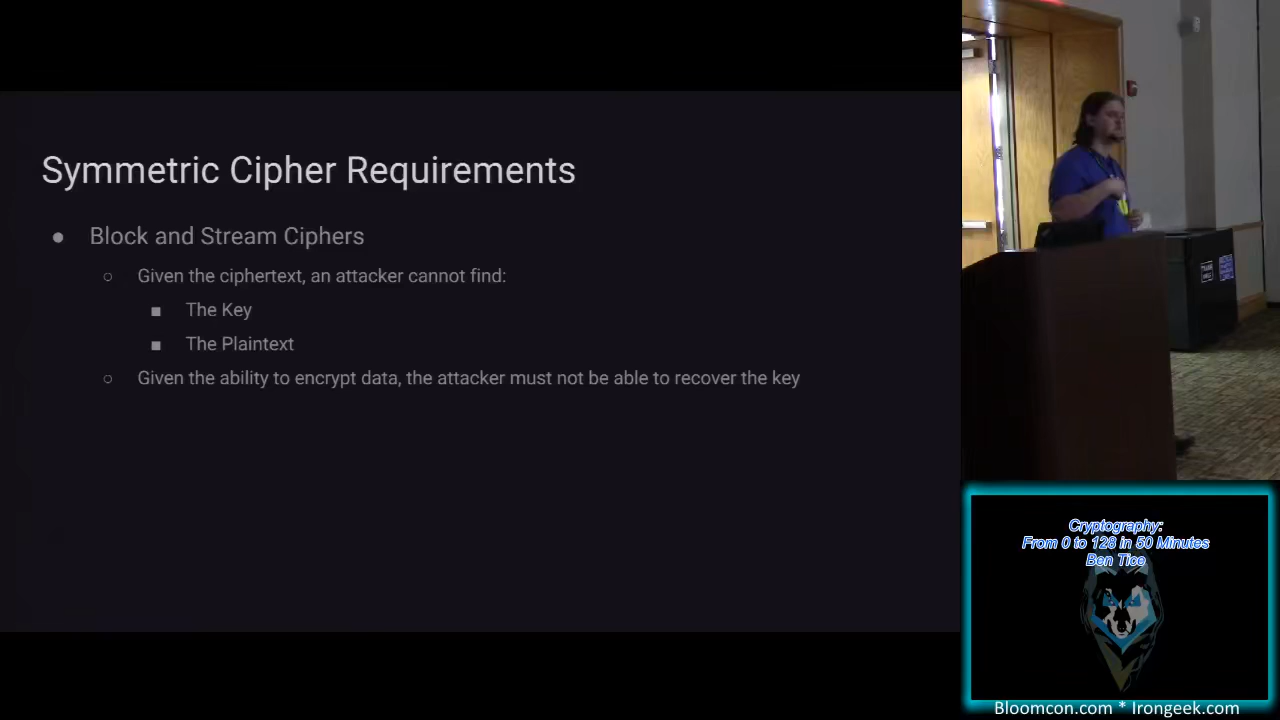 Symmetric Cipher Requirements
● Block and Stream Ciphers
○ Given the ciphertext, an attacker cannot find:
■ The Key
■ The Plaintext
○ Given the ability to encrypt data, the attacker must not be able to recover the key
Cryptography:
From 0 to 128 in 50 Minutes
Ben Tice
Bloomcon.com * Irongeek.com